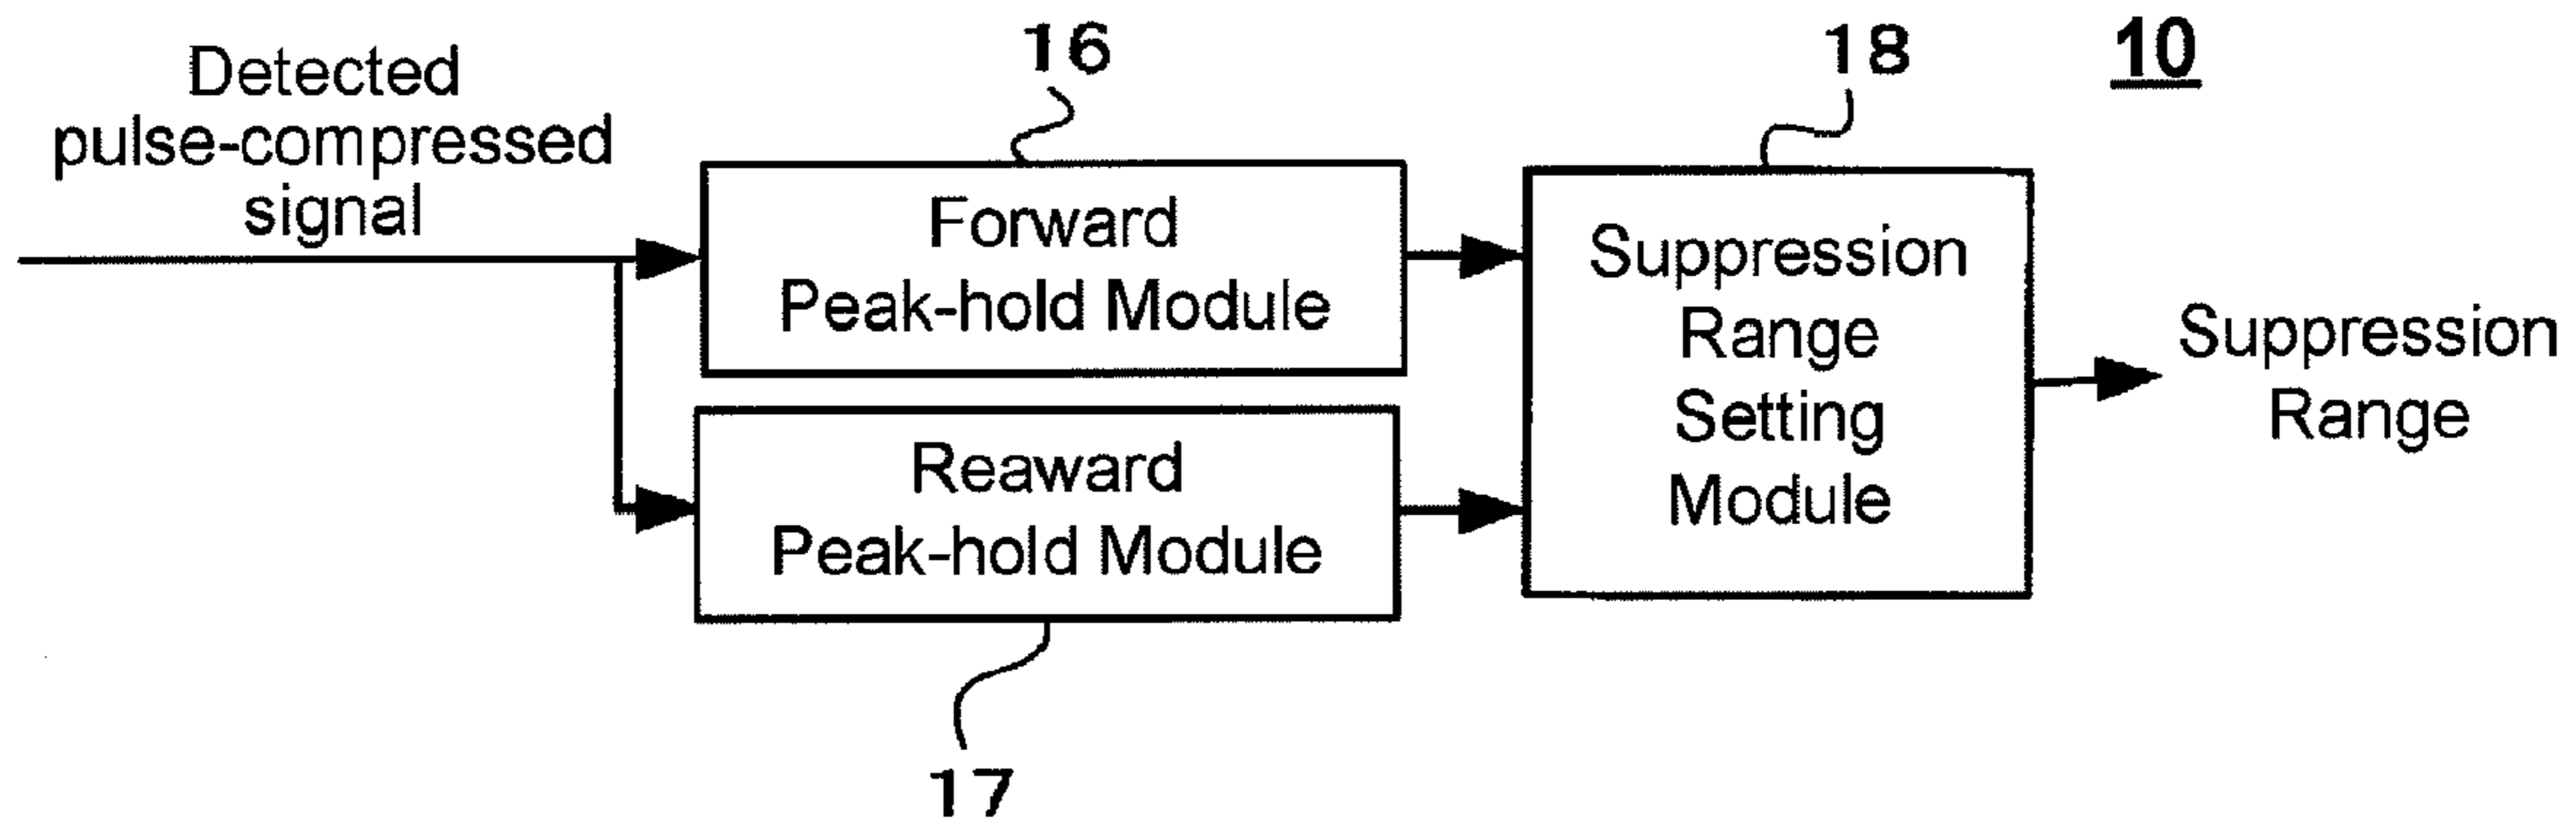 Detected
pulse-compressed
signal
16
18
10
Forward
Peak-hold Module
Reaward
Peak-hold Module
17
Suppression
Range
Setting
Module
Suppression
Range